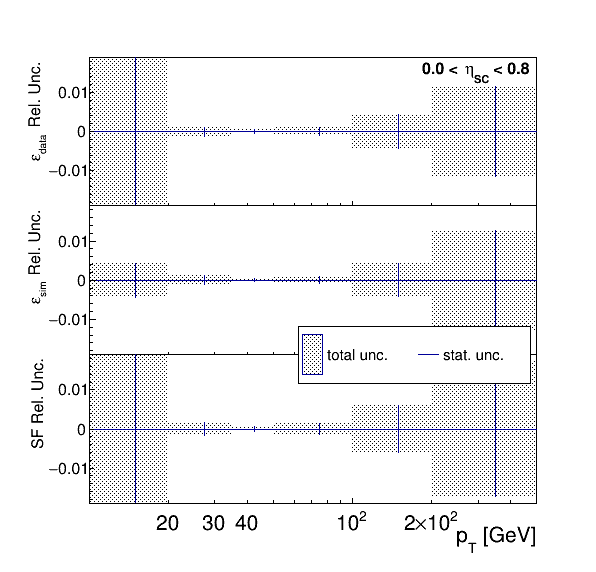 0.0 < η_SC < 0.8
ε_data Rel. Unc.
0.01
0
−0.01
ε_sim Rel. Unc.
0.01
0
−0.01
total unc.
stat. unc.
SF Rel. Unc.
0.01
0
−0.01
20 30 40 10² 2×10²
p_T [GeV]